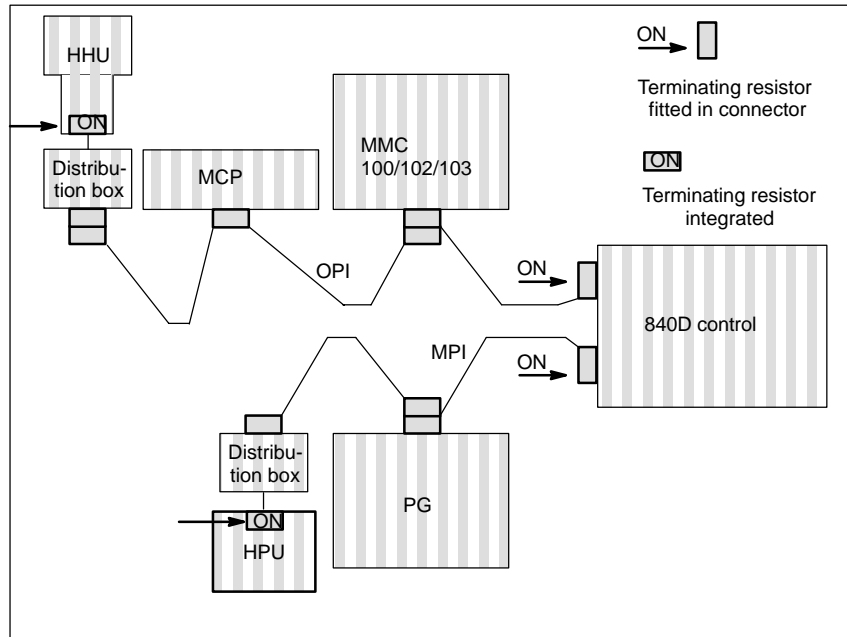 HHU
ON
Distribu-
tion box
MCP
MMC
100/102/103
ON
Terminating resistor
fitted in connector
ON
Terminating resistor
integrated
OPI
ON
840D control
MPI
ON
Distribu-
tion box
PG
ON
HPU